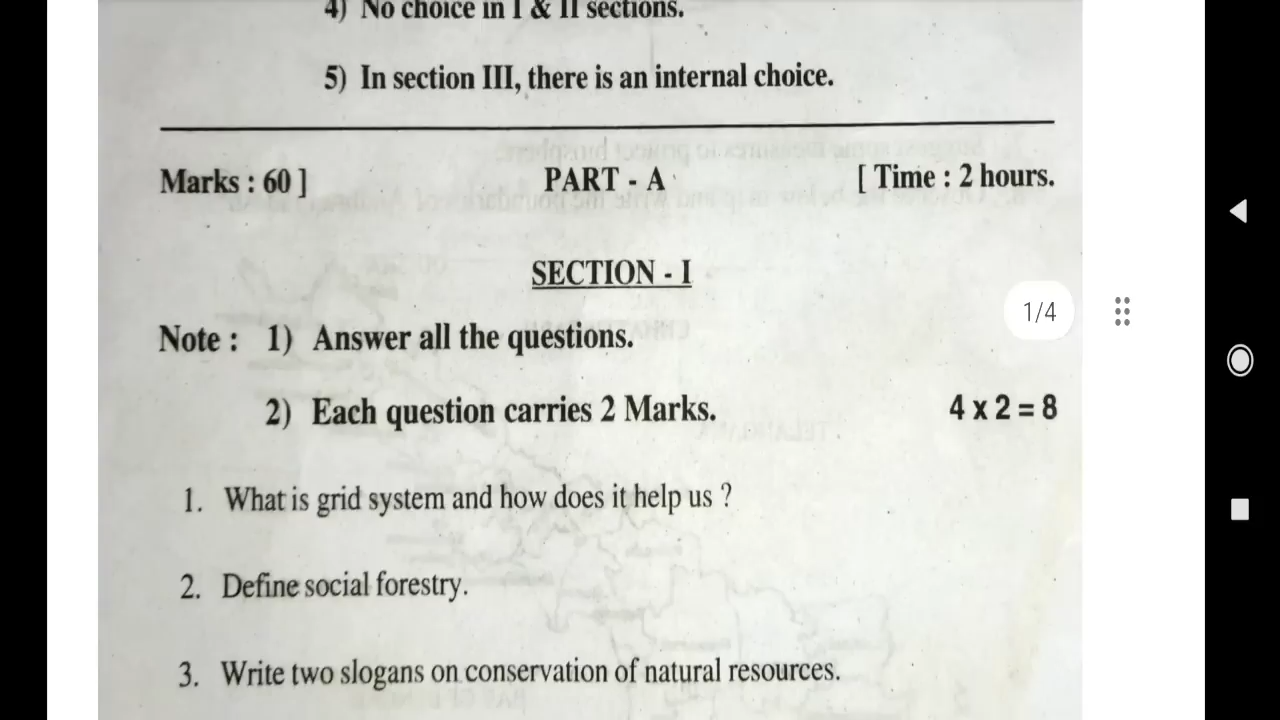 4) No choice in I & II sections.
5) In section III, there is an internal choice.
Marks : 60 ] PART - A [ Time : 2 hours.
SECTION - I
Note : 1) Answer all the questions.
1/4
2) Each question carries 2 Marks. 4 x 2 = 8
1. What is grid system and how does it help us ?
2. Define social forestry.
3. Write two slogans on conservation of natural resources.